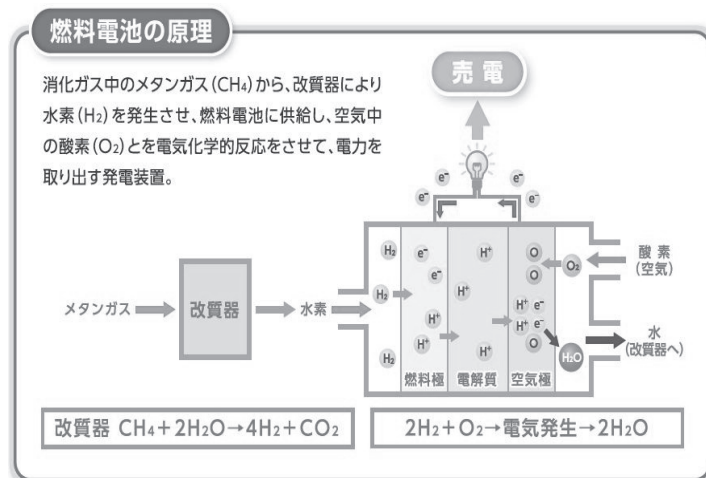 燃料電池の原理
消化ガス中のメタンガス(CH₄)から、改質器により
水素(H₂)を発生させ、燃料電池に供給し、空気中
の酸素(O₂)とを電気化学的反応をさせて、電力を
取り出す発電装置。
売電
e⁻ e⁻
e⁻ e⁻
H₂ e⁻ H⁺ O 酸素
e⁻ O O₂ (空気)
メタンガス 改質器 水素 H₂ H⁺
H⁺ H⁺ e⁻
H⁺ e⁻ 水
H₂ H⁺ H⁺ O H₂O (改質器へ)
燃料極 電解質 空気極
改質器 CH₄+2H₂O→4H₂+CO₂
2H₂+O₂→電気発生→2H₂O